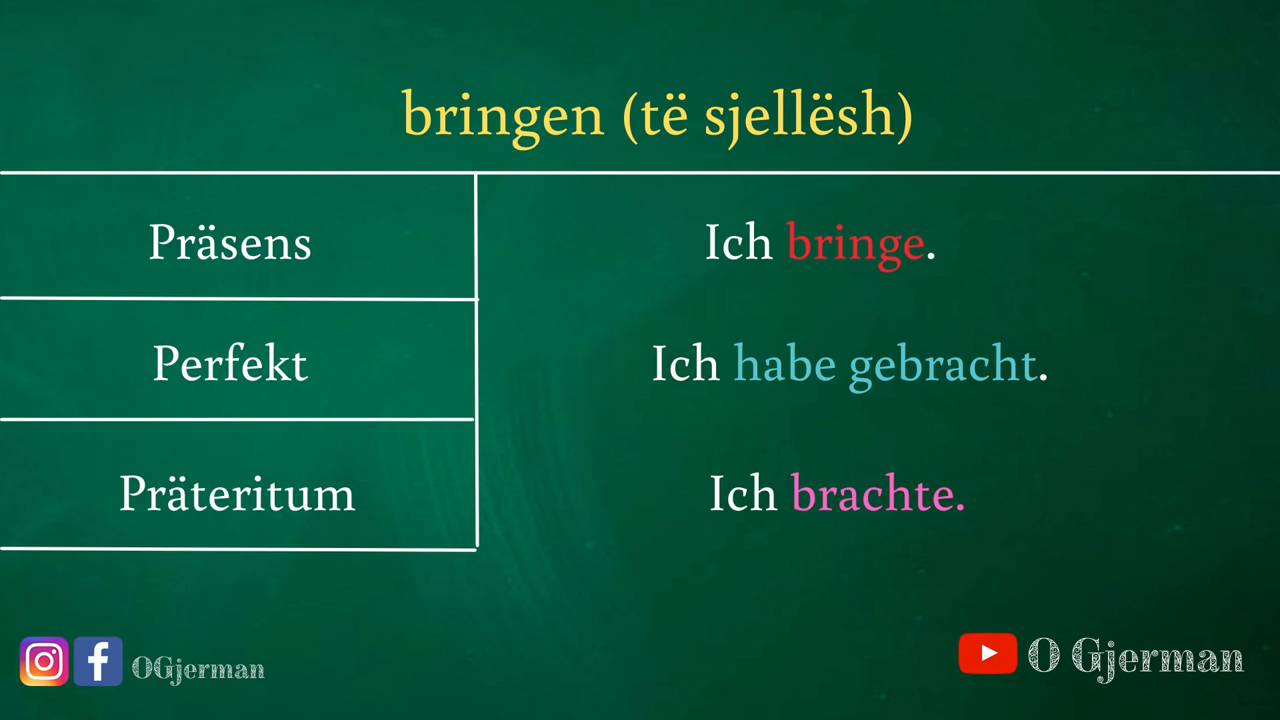 bringen (të sjellësh)
Präsens
Ich bringe.
Perfekt
Ich habe gebracht.
Präteritum
Ich brachte.
OGjerman
O Gjerman